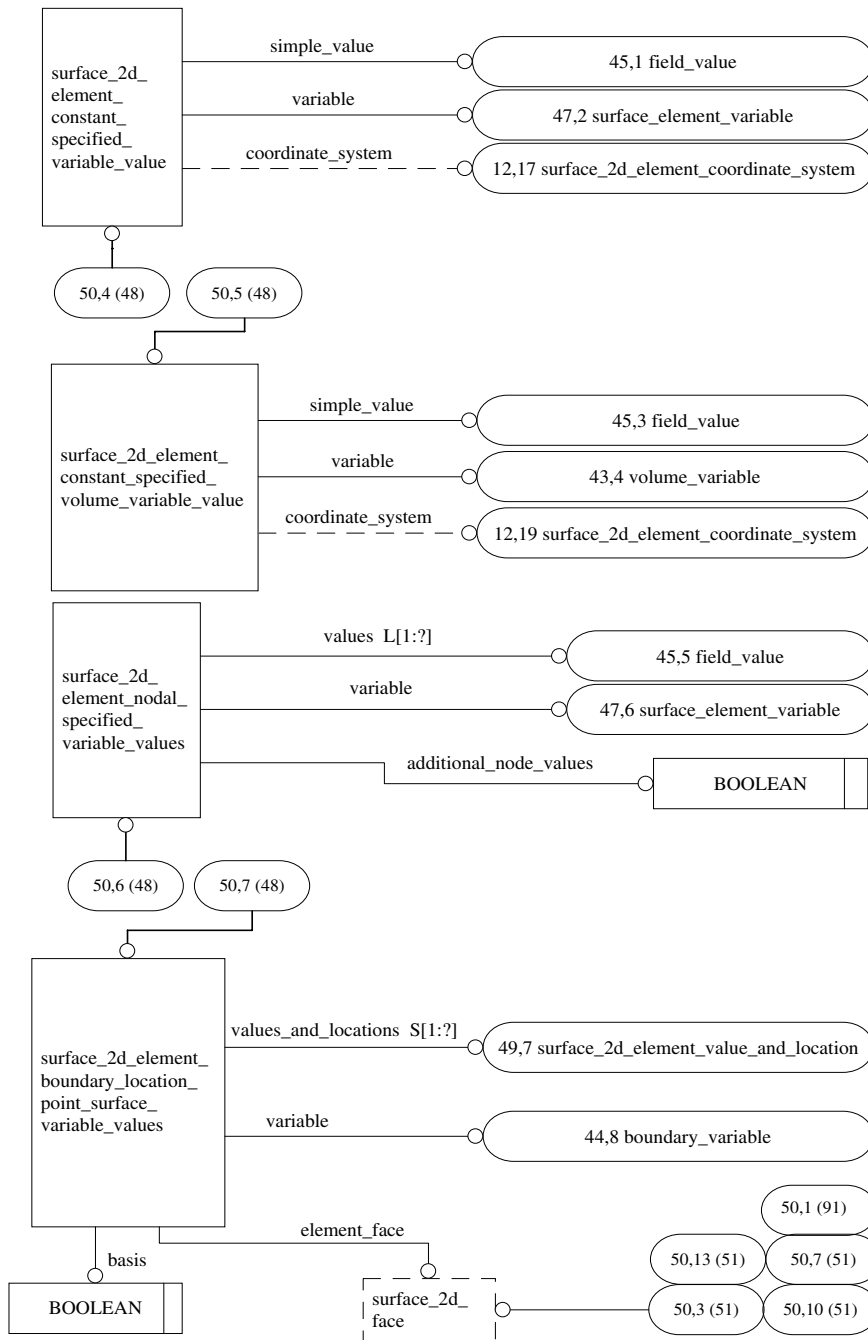 simple_value
45,1 field_value
surface_2d_
element_
constant_
specified_
variable_value
variable
47,2 surface_element_variable
coordinate_system
12,17 surface_2d_element_coordinate_system
50,4 (48)
50,5 (48)
simple_value
45,3 field_value
surface_2d_element_
constant_specified_
volume_variable_value
variable
43,4 volume_variable
coordinate_system
12,19 surface_2d_element_coordinate_system
values L[1:?]
45,5 field_value
surface_2d_
element_nodal_
specified_
variable_values
variable
47,6 surface_element_variable
additional_node_values
BOOLEAN
50,6 (48)
50,7 (48)
values_and_locations S[1:?]
49,7 surface_2d_element_value_and_location
surface_2d_element_
boundary_location_
point_surface_
variable_values
variable
44,8 boundary_variable
element_face
basis
BOOLEAN
surface_2d_
face
50,1 (91)
50,13 (51)
50,7 (51)
50,3 (51)
50,10 (51)